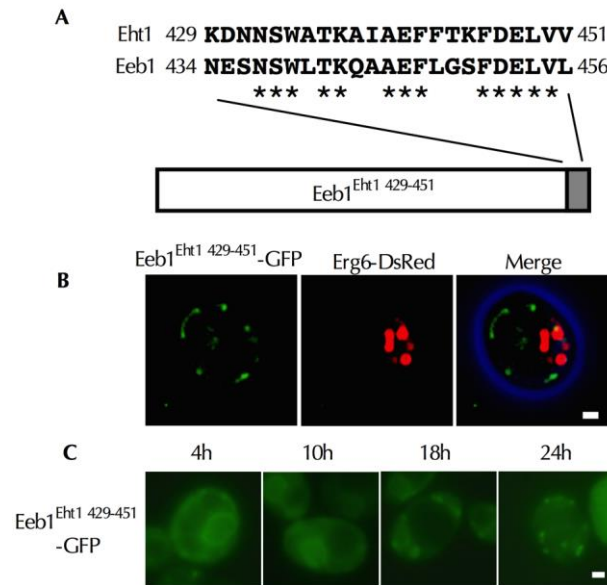 A
Eht1 429 KDNNSWATKAIAEFFTKFDELVV 451
Eeb1 434 NESNSWLTKQAAEFLGSFDELVL 456
*** ** *** *****
Eeb1Eht1 429-451
Eeb1Eht1 429-451-GFP Erg6-DsRed Merge
B
C 4h 10h 18h 24h
Eeb1Eht1 429-451
-GFP